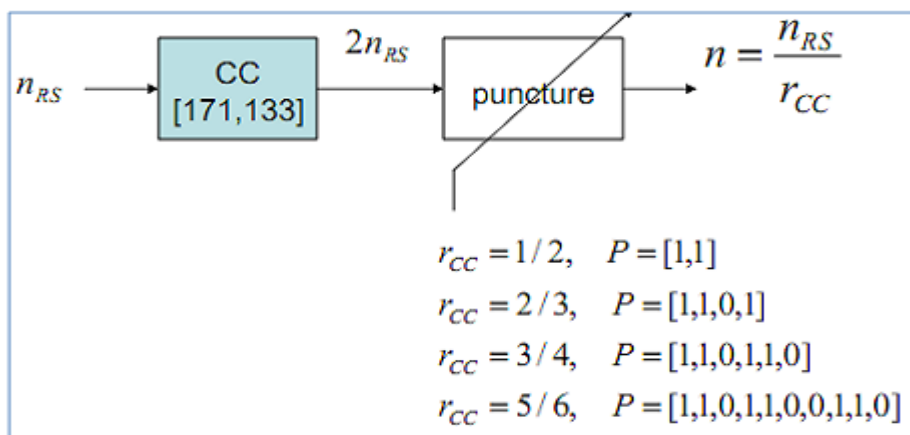 n_RS
CC
[171,133]
2n_RS
puncture
n = n_RS / r_CC
r_CC = 1/2, P = [1,1]
r_CC = 2/3, P = [1,1,0,1]
r_CC = 3/4, P = [1,1,0,1,1,0]
r_CC = 5/6, P = [1,1,0,1,1,0,0,1,1,0]